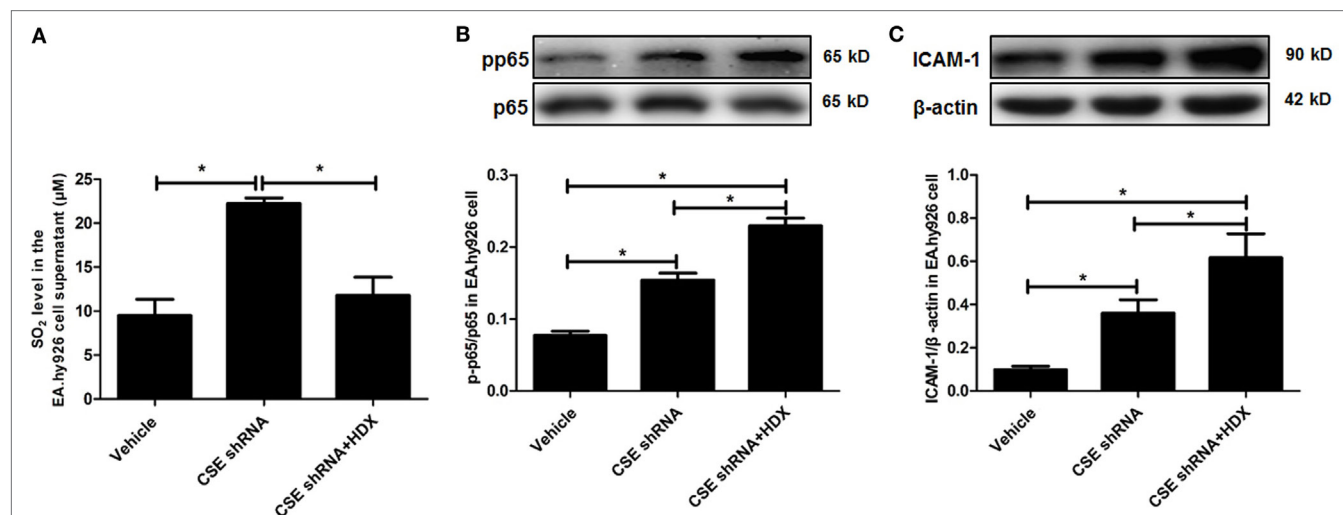 A
SO2 level in the
EA.hy926 cell supernatant (μM)
25
20
15
10
5
0
*
*
Vehicle
CSE shRNA
CSE shRNA+HDX
B
pp65
65 kD
p65
65 kD
p-p65/p65 in EA.hy926 cell
0.3
0.2
0.1
0.0
*
*
*
Vehicle
CSE shRNA
CSE shRNA+HDX
C
ICAM-1
90 kD
β-actin
42 kD
ICAM-1/β -actin in EA.hy926 cell
1.0
0.8
0.6
0.4
0.2
0.0
*
*
*
Vehicle
CSE shRNA
CSE shRNA+HDX